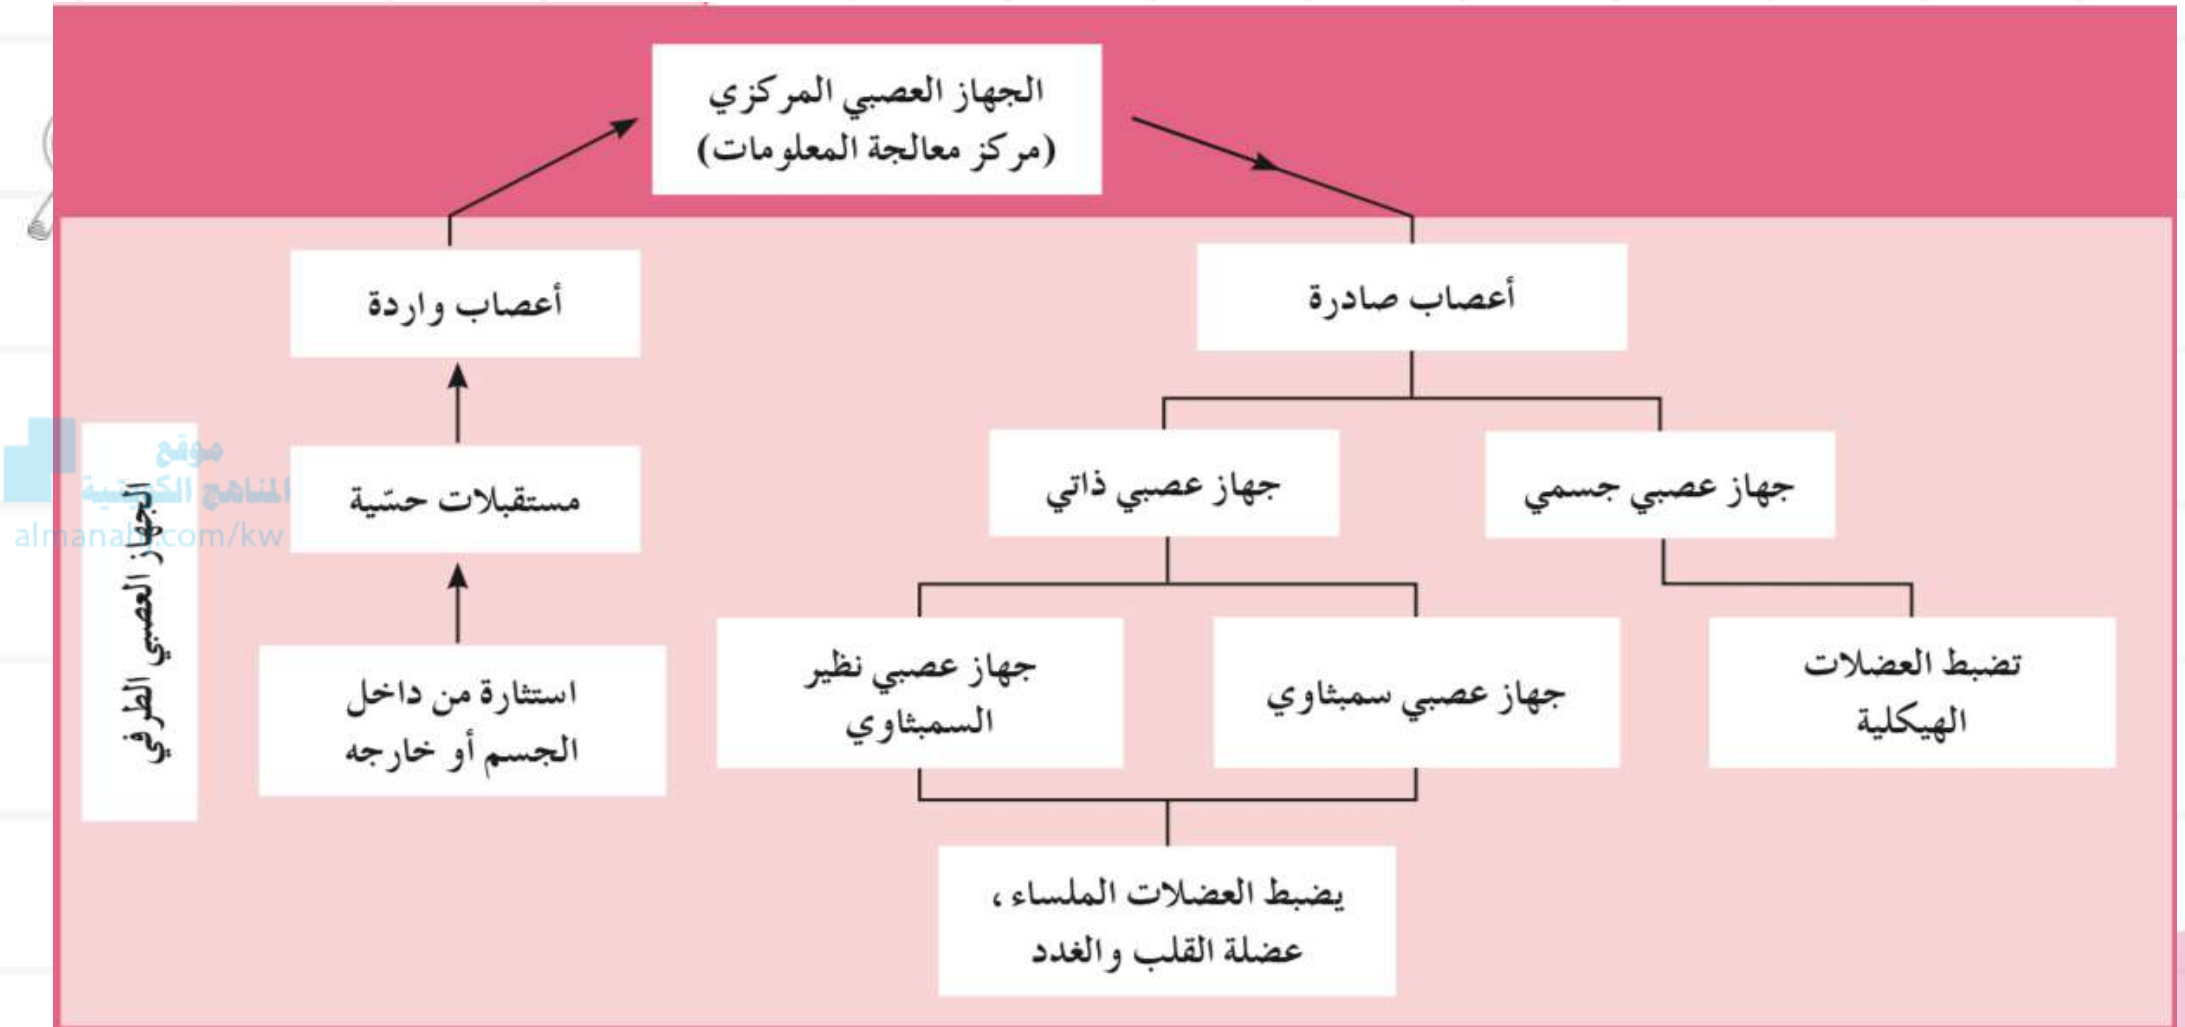 الجهاز العصبي المركزي
(مركز معالجة المعلومات)
أعصاب صادرة
أعصاب واردة
جهاز عصبي جسمي
جهاز عصبي ذاتي
مستقبلات حسّية
تضبط العضلات
الهيكلية
جهاز عصبي سمبثاوي
جهاز عصبي نظير
السمبثاوي
استثارة من داخل
الجسم أو خارجه
يضبط العضلات الملساء،
عضلة القلب والغدد
الجهاز العصبي الطرفي
موقع
المناهج الكويتية
almanahj.com/kw